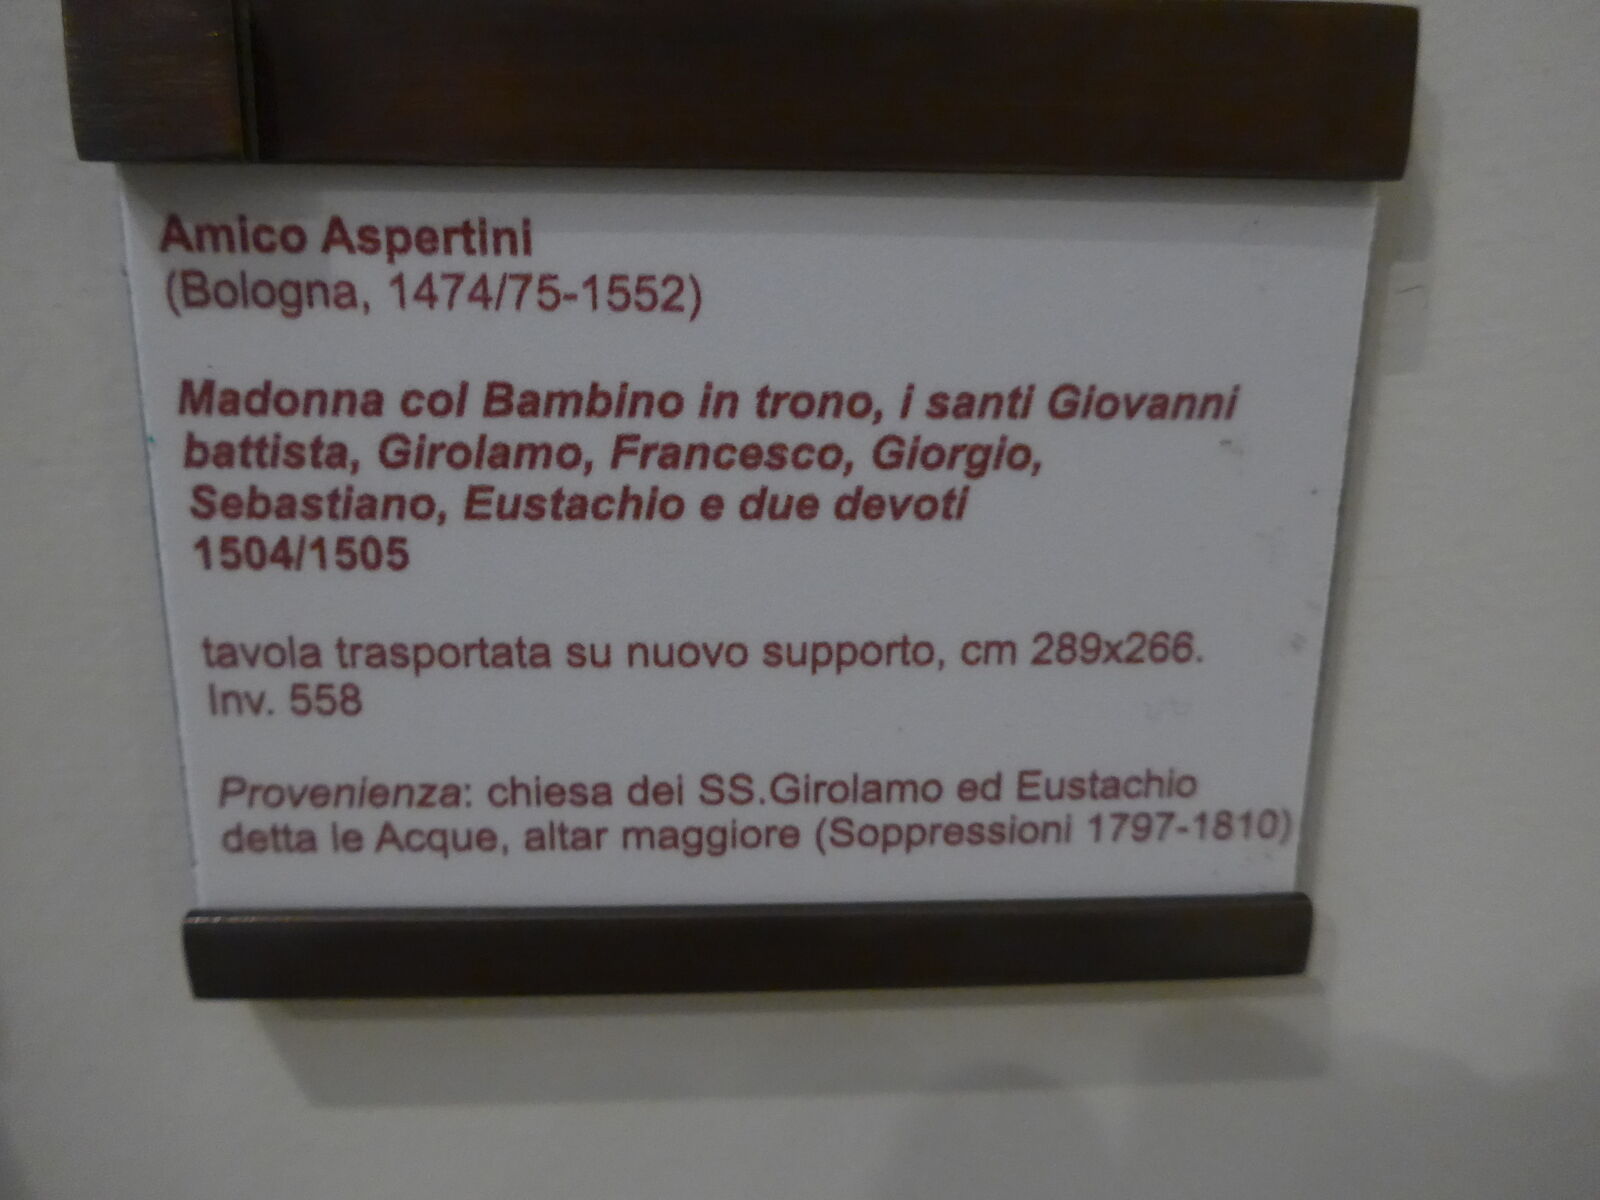 Amico Aspertini
(Bologna, 1474/75-1552)
Madonna col Bambino in trono, i santi Giovanni
battista, Girolamo, Francesco, Giorgio,
Sebastiano, Eustachio e due devoti
1504/1505
tavola trasportata su nuovo supporto, cm 289x266.
Inv. 558
Provenienza: chiesa dei SS.Girolamo ed Eustachio
detta le Acque, altar maggiore (Soppressioni 1797-1810)